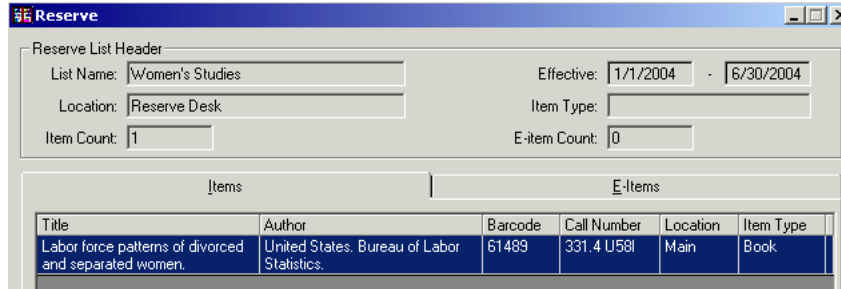 Reserve
Reserve List Header
List Name: Women's Studies Effective: 1/1/2004 - 6/30/2004
Location: Reserve Desk Item Type:
Item Count: 1 E-item Count: 0
Items E-Items
Title Author Barcode Call Number Location Item Type
Labor force patterns of divorced United States. Bureau of Labor 61489 331.4 U58l Main Book
and separated women. Statistics.